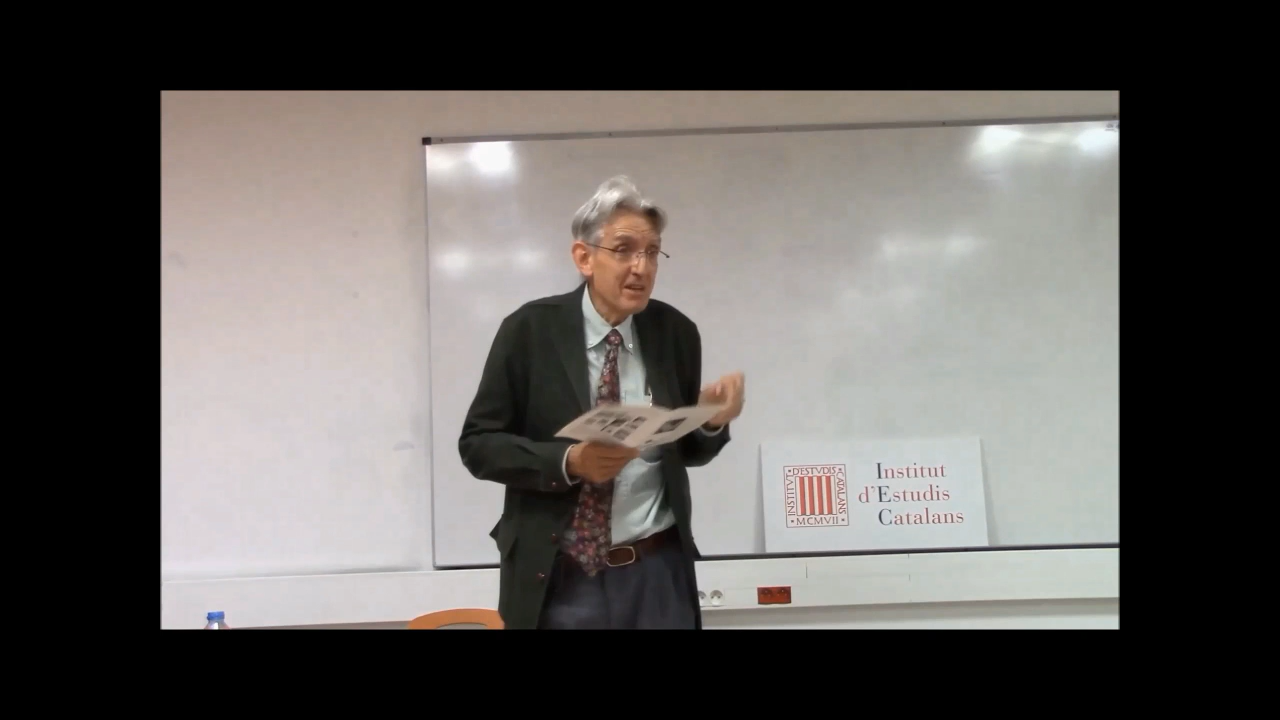 INSTITVT
D'ESTVDIS
CATALANS
MCMVII
Institut
d'Estudis
Catalans